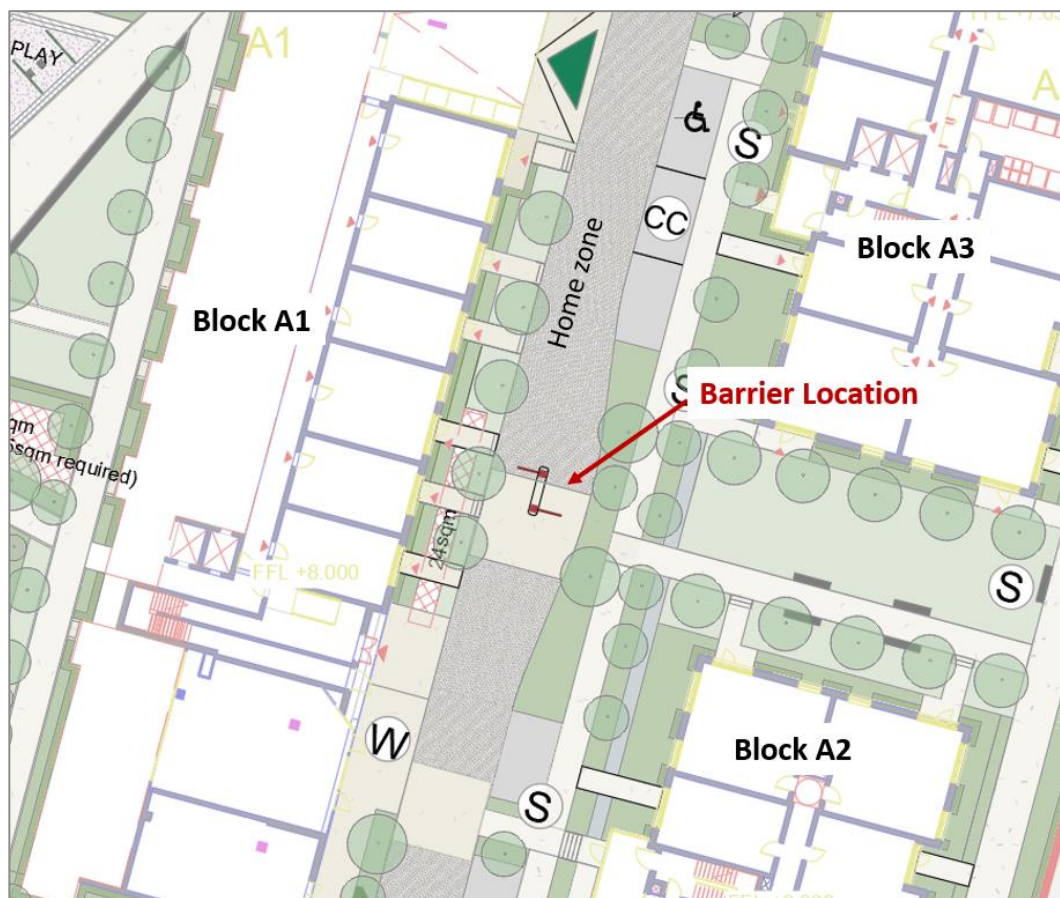 PLAY
A1
CC
S
Home zone
Block A3
Block A1
S
Barrier Location
qm
sqm required)
24sqm
FFL +8.000
S
W
Block A2
S